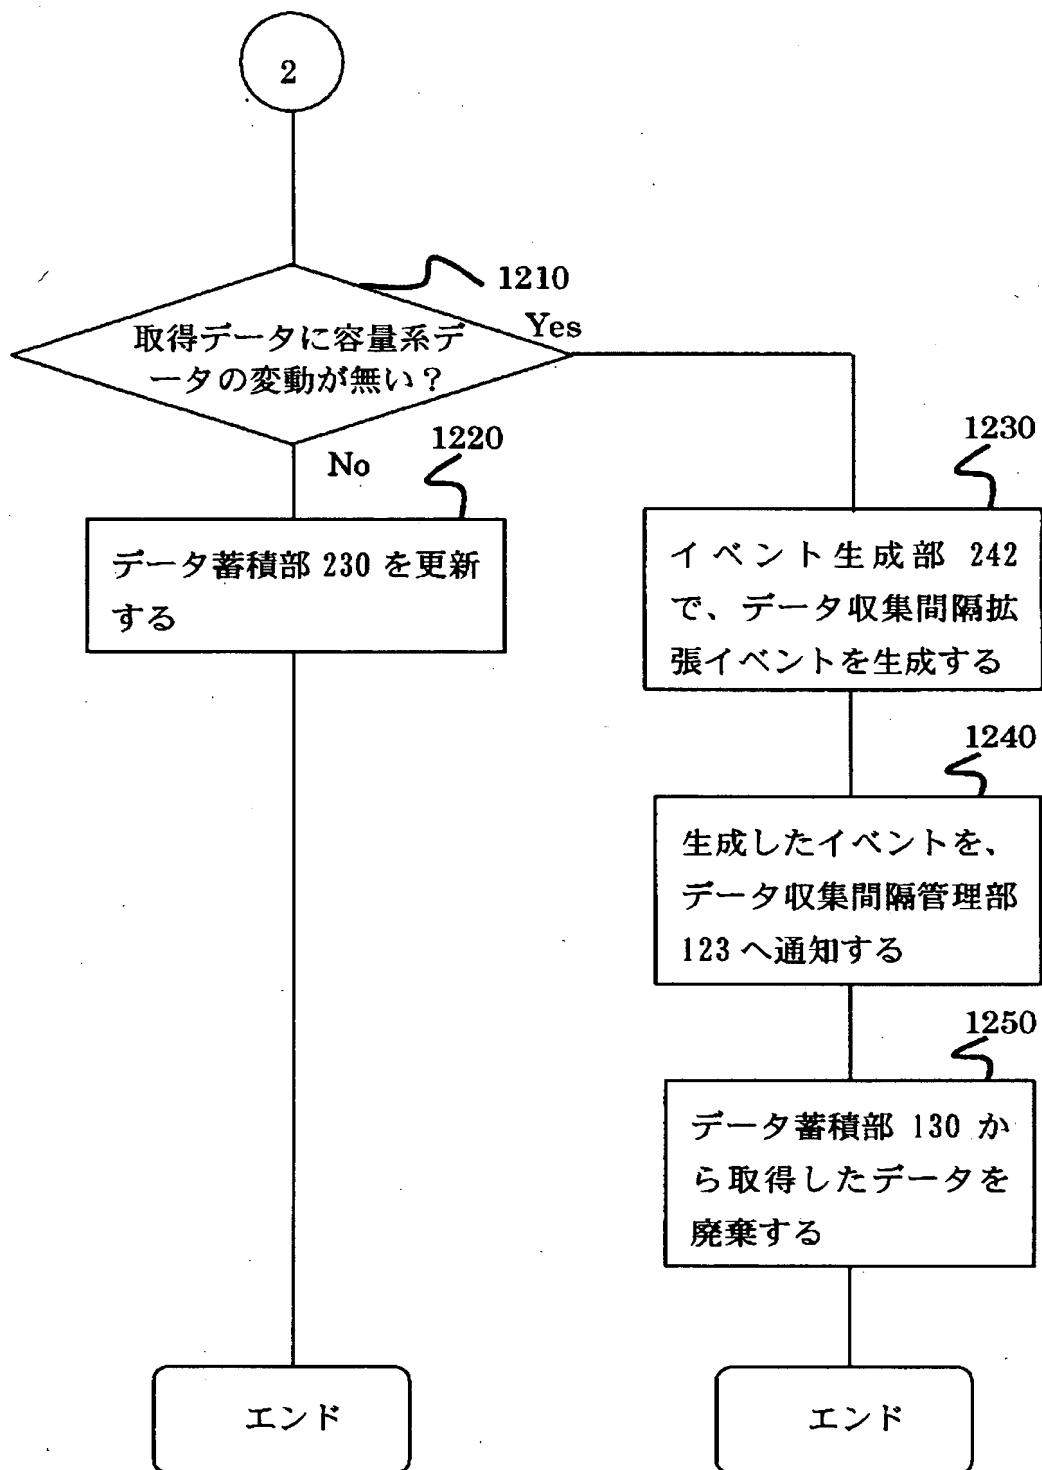 2
1210
取得データに容量系デ
ータの変動が無い?
Yes
No
1220
データ蓄積部 230 を更新
する
1230
イベント生成部 242
で、データ収集間隔拡
張イベントを生成する
1240
生成したイベントを、
データ収集間隔管理部
123 へ通知する
1250
データ蓄積部 130 か
ら取得したデータを
廃棄する
エンド
エンド